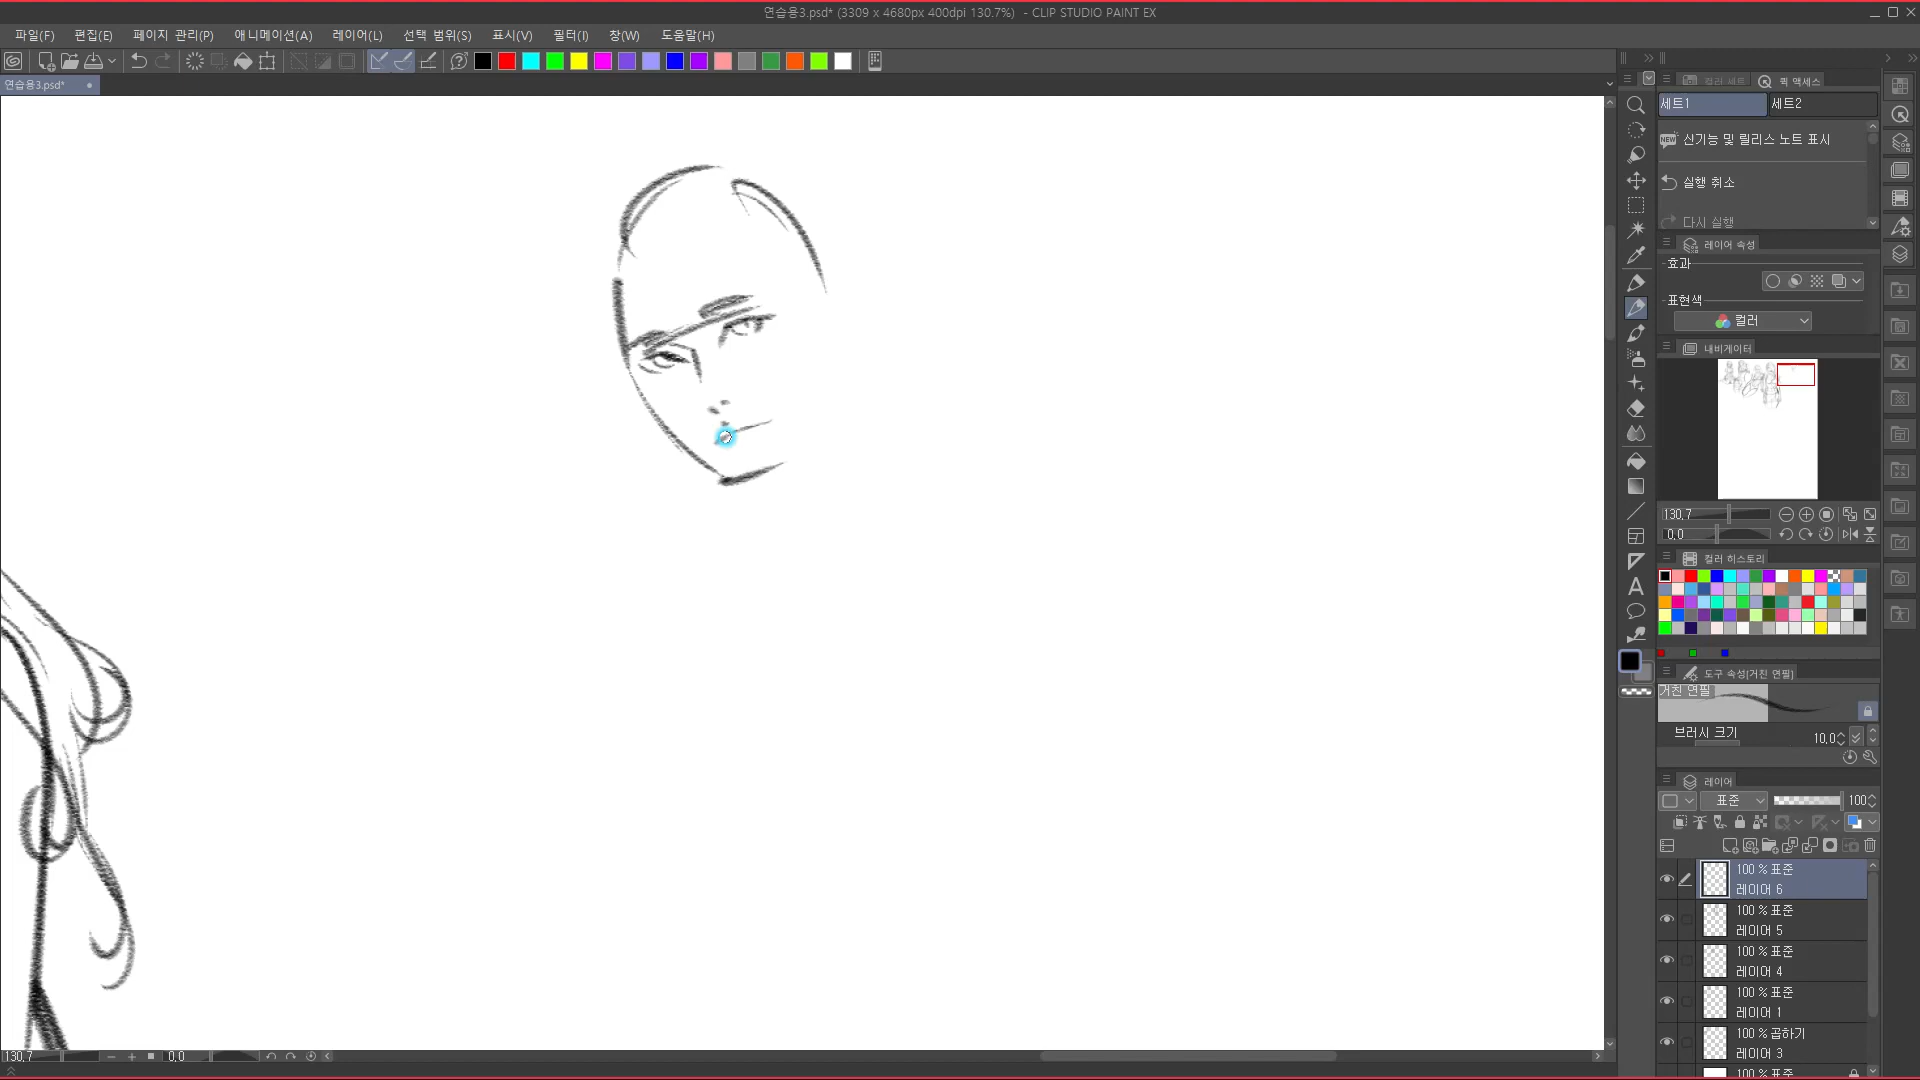 연습용3.psd* (3309 x 4680px 400dpi 130.7%) - CLIP STUDIO PAINT EX
파일(F) 편집(E) 페이지 관리(P) 애니메이션(A) 레이어(L) 선택 범위(S) 표시(V) 필터(I) 창(W) 도움말(H)
연습용3.psd*
컬러 세트 퀵 액세스
세트1 세트2
신기능 및 릴리스 노트 표시
실행 취소
다시 실행
레이어 속성
효과
표현색
컬러
내비게이터
130.7
0.0
컬러 히스토리
도구 속성[거친 연필]
거친 연필
브러시 크기 10.0
레이어
표준 100
100 % 표준
레이어 6
100 % 표준
레이어 5
100 % 표준
레이어 4
100 % 표준
레이어 1
100 % 곱하기
레이어 3
100 % 표준
130.7 0.0